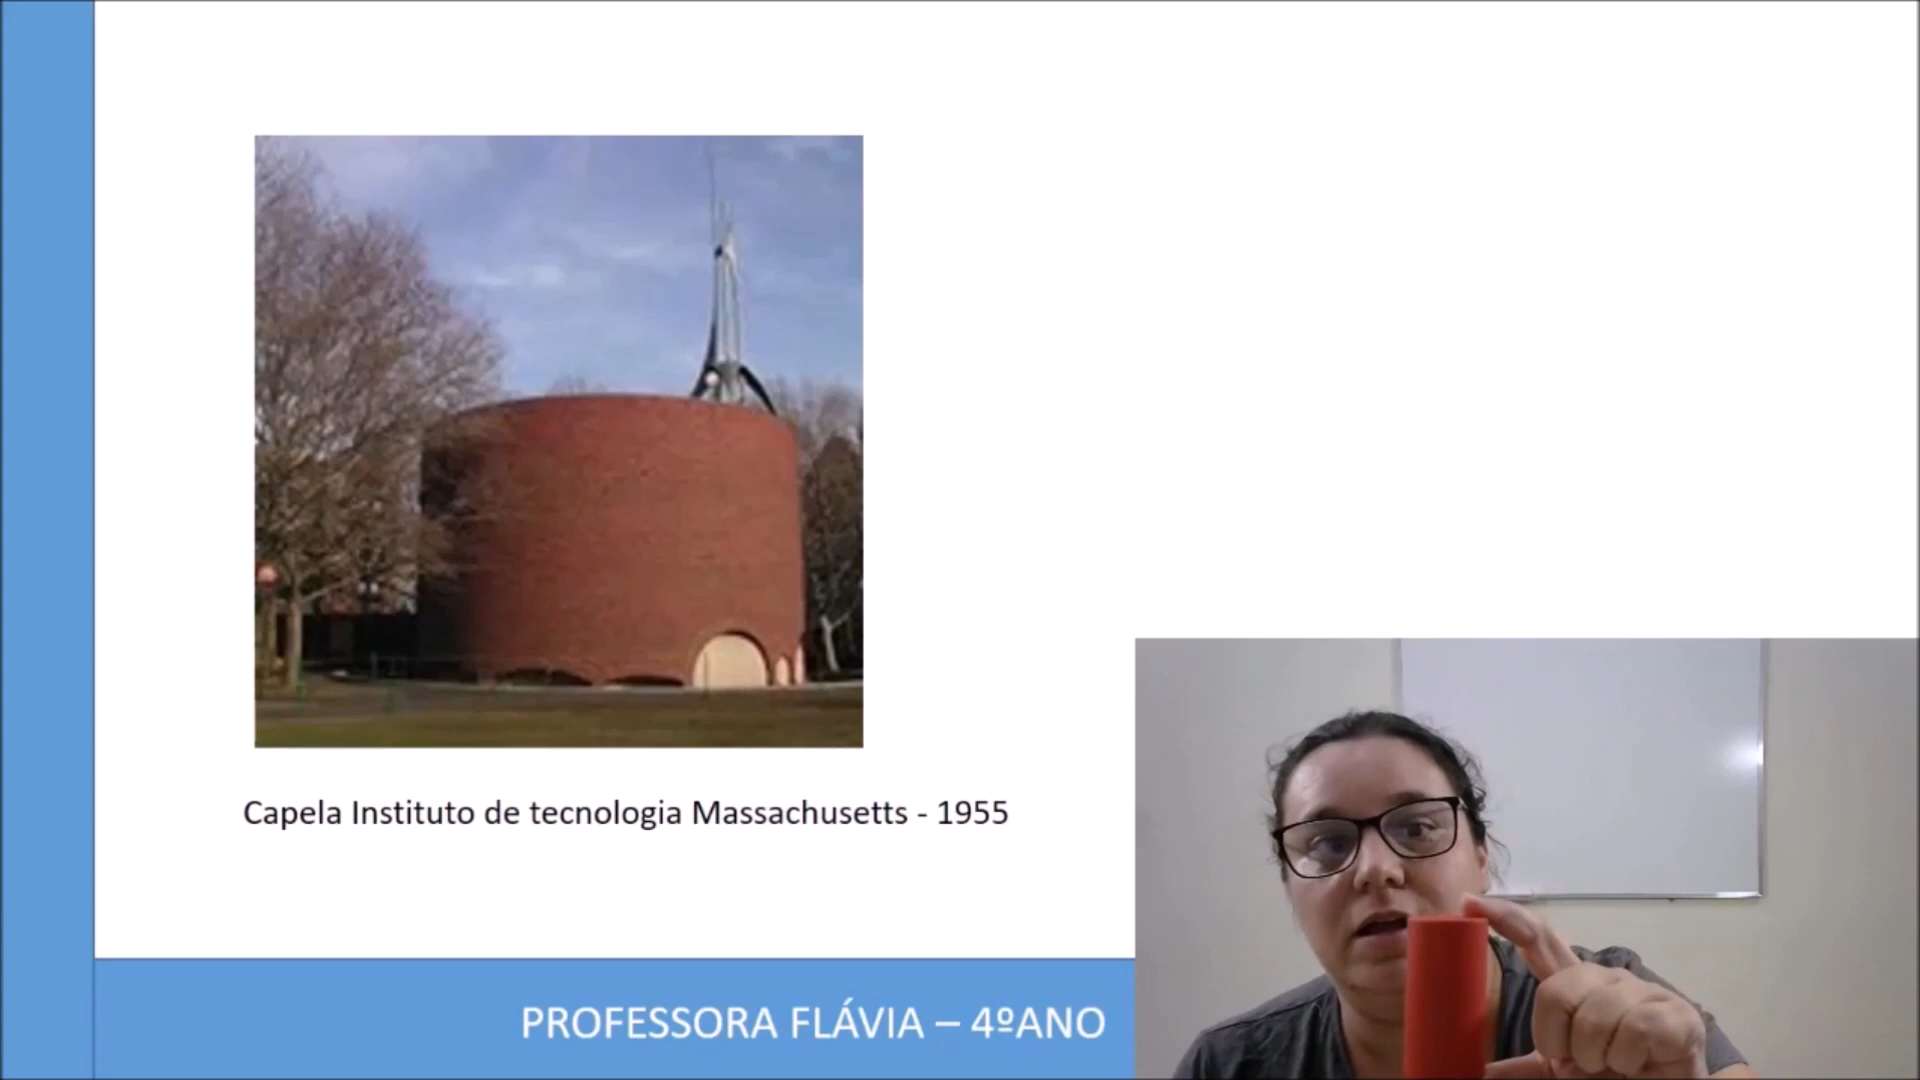 Capela Instituto de tecnologia Massachusetts - 1955
PROFESSORA FLÁVIA – 4ºANO